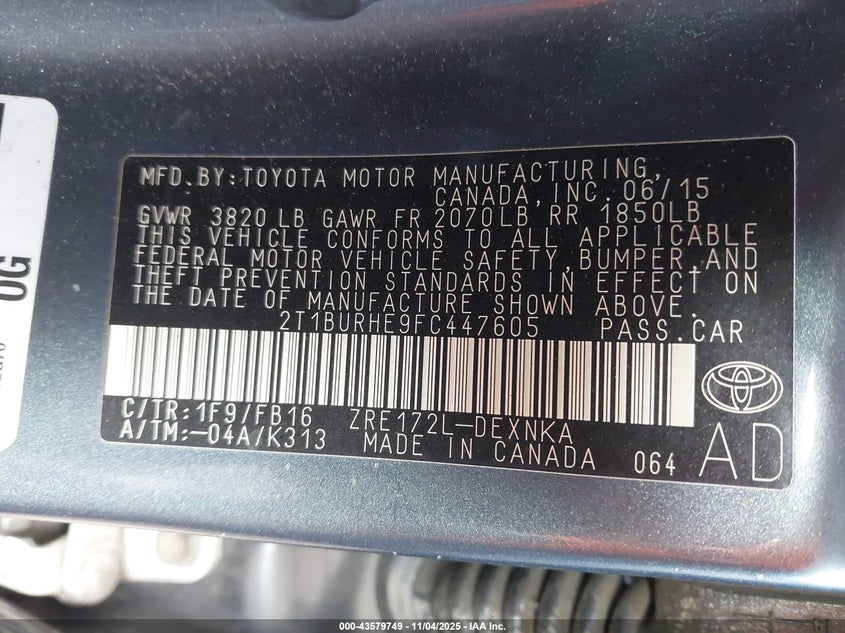 MFD.BY:TOYOTA MOTOR MANUFACTURING,
CANADA,INC. 06/15
GVWR 3820LB GAWR FR 2070LB RR 1850LB
THIS VEHICLE CONFORMS TO ALL APPLICABLE
FEDERAL MOTOR VEHICLE SAFETY,BUMPER,AND
THEFT PREVENTION STANDARDS IN EFFECT ON
THE DATE OF MANUFACTURE SHOWN ABOVE.
2T1BURHE9FC447605 PASS.CAR
C/TR:1F9/FB16 ZRE172L-DEXNKA
A/TM:-04A/K313 MADE IN CANADA 064 AD
0G
000-43579749 - 11/04/2025 - IAA Inc.